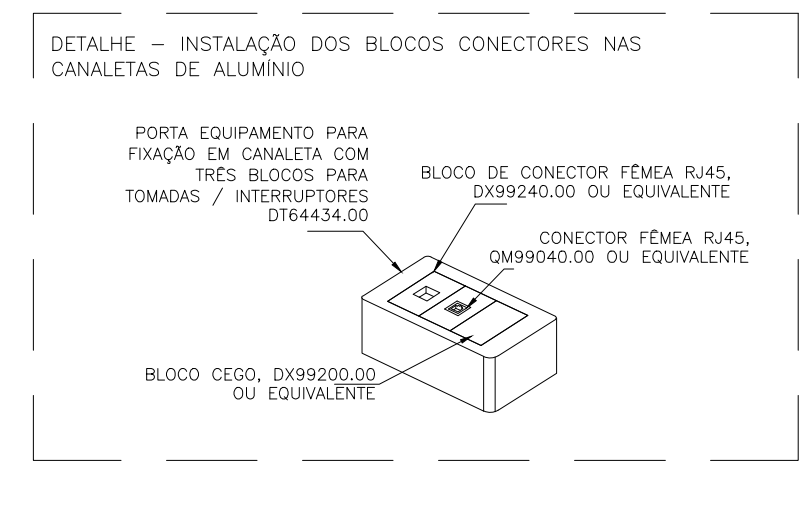 DETALHE – INSTALAÇÃO DOS BLOCOS CONECTORES NAS
CANALETAS DE ALUMÍNIO
PORTA EQUIPAMENTO PARA
FIXAÇÃO EM CANALETA COM
TRÊS BLOCOS PARA
TOMADAS / INTERRUPTORES
DT64434.00
BLOCO DE CONECTOR FÊMEA RJ45,
DX99240.00 OU EQUIVALENTE
CONECTOR FÊMEA RJ45,
QM99040.00 OU EQUIVALENTE
BLOCO CEGO, DX99200.00
OU EQUIVALENTE